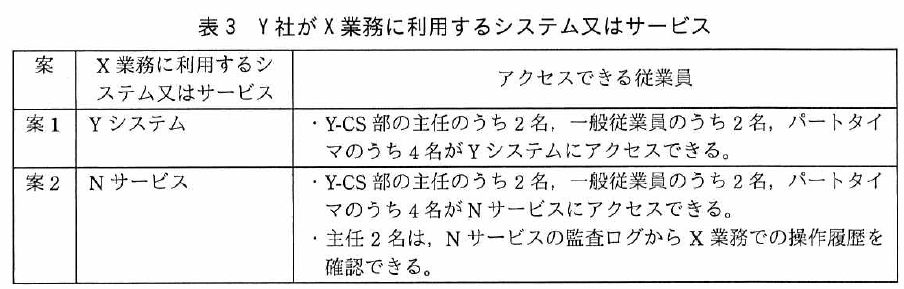 表3 Y社がX業務に利用するシステム又はサービス
案
X業務に利用するシ
ステム又はサービス
アクセスできる従業員
案1
Yシステム
・Y-CS部の主任のうち2名，一般従業員のうち2名，パートタイ
マのうち4名がYシステムにアクセスできる。
案2
Nサービス
・Y-CS部の主任のうち2名，一般従業員のうち2名，パートタイ
マのうち4名がNサービスにアクセスできる。
・主任2名は，Nサービスの監査ログからX業務での操作履歴を
確認できる。